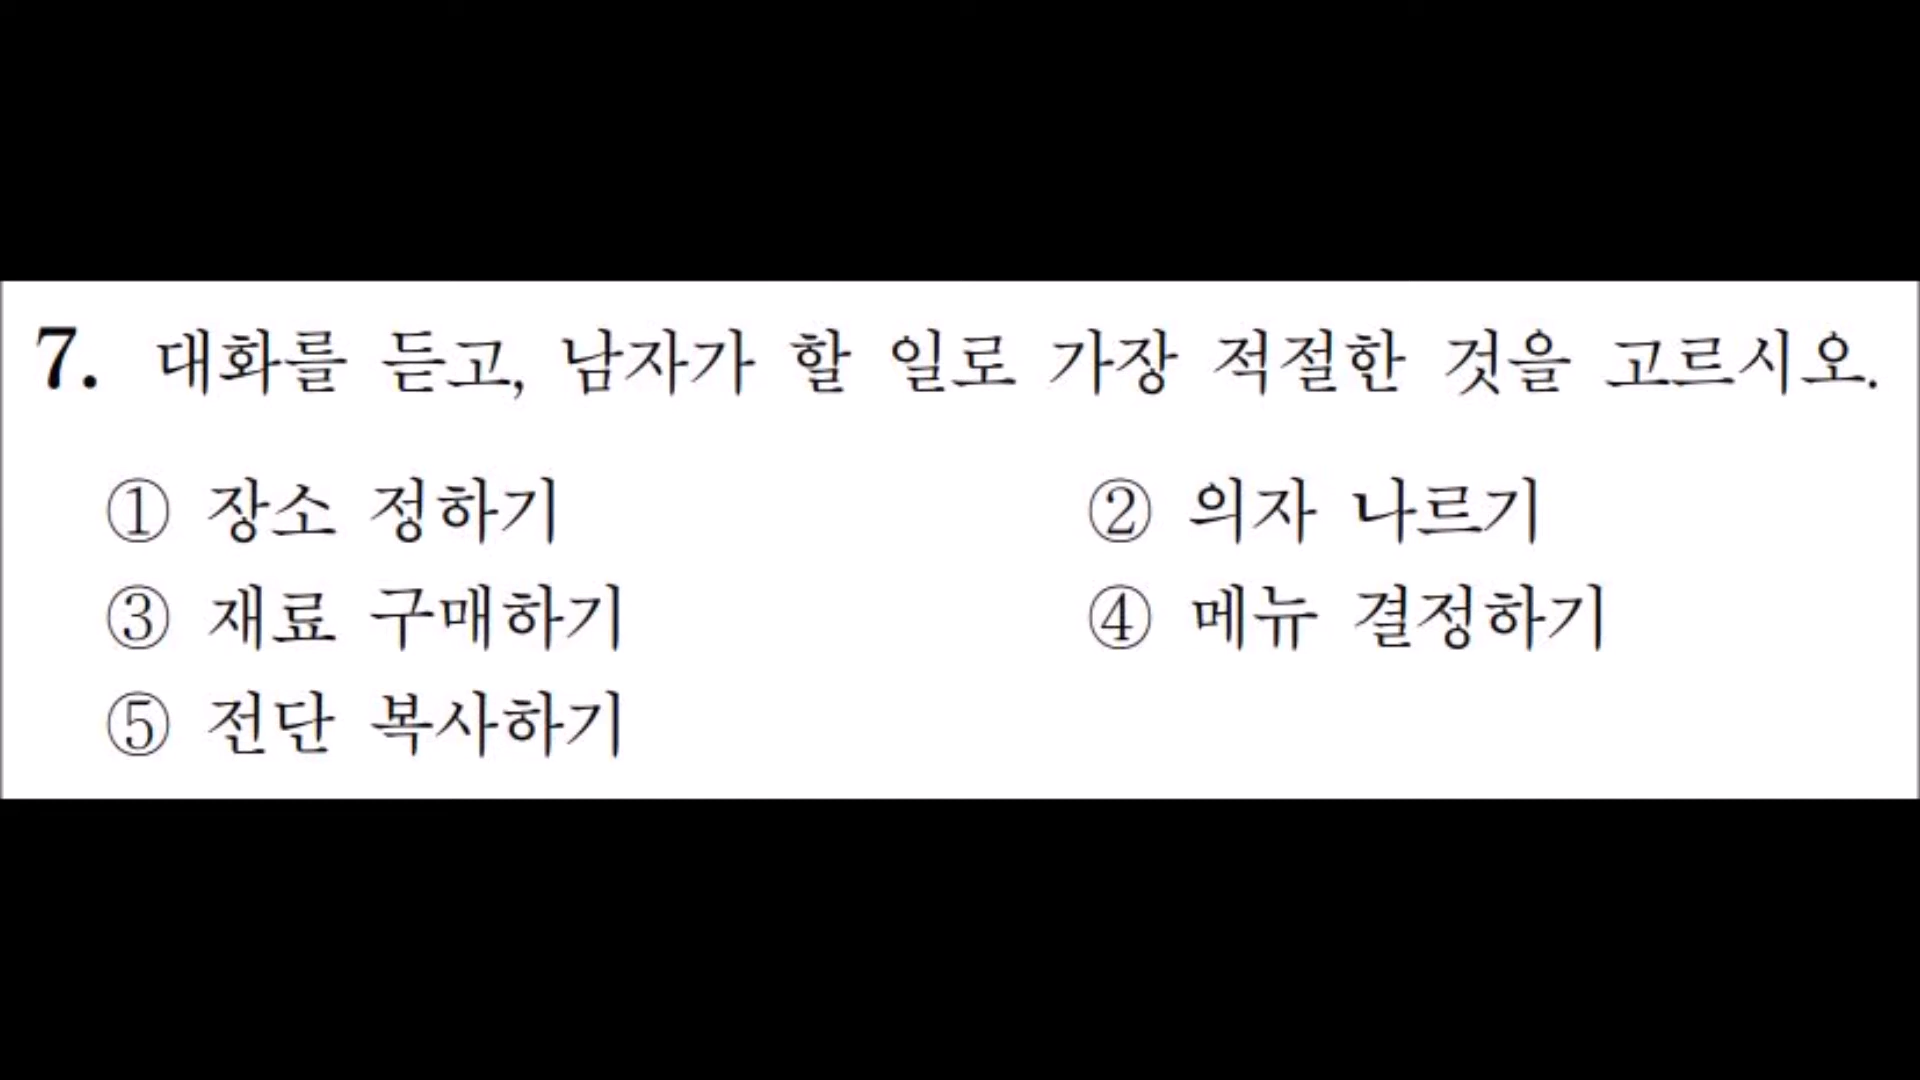 7. 대화를 듣고, 남자가 할 일로 가장 적절한 것을 고르시오.
① 장소 정하기 ② 의자 나르기
③ 재료 구매하기 ④ 메뉴 결정하기
⑤ 전단 복사하기